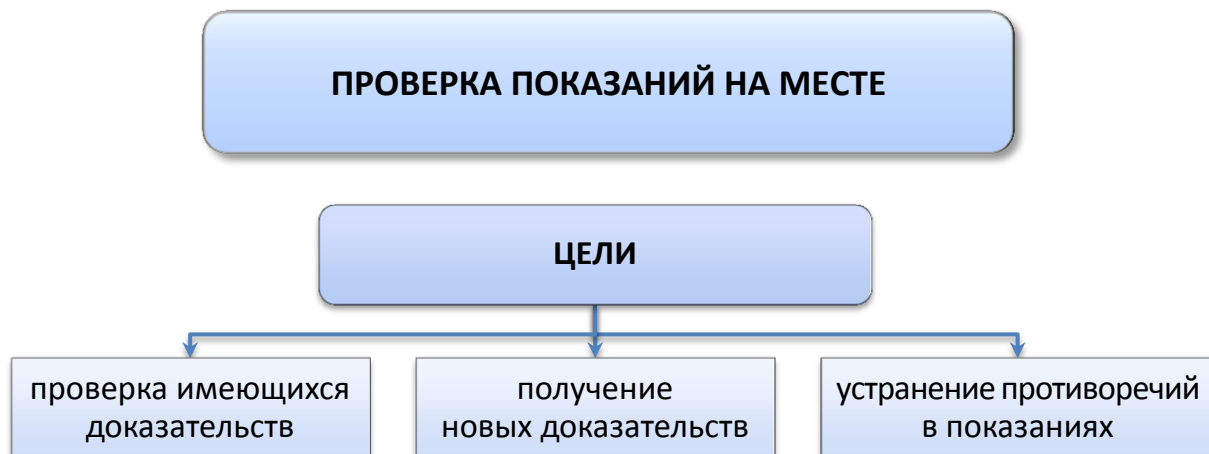 ПРОВЕРКА ПОКАЗАНИЙ НА МЕСТЕ
ЦЕЛИ
проверка имеющихся
доказательств
получение
новых доказательств
устранение противоречий
в показаниях